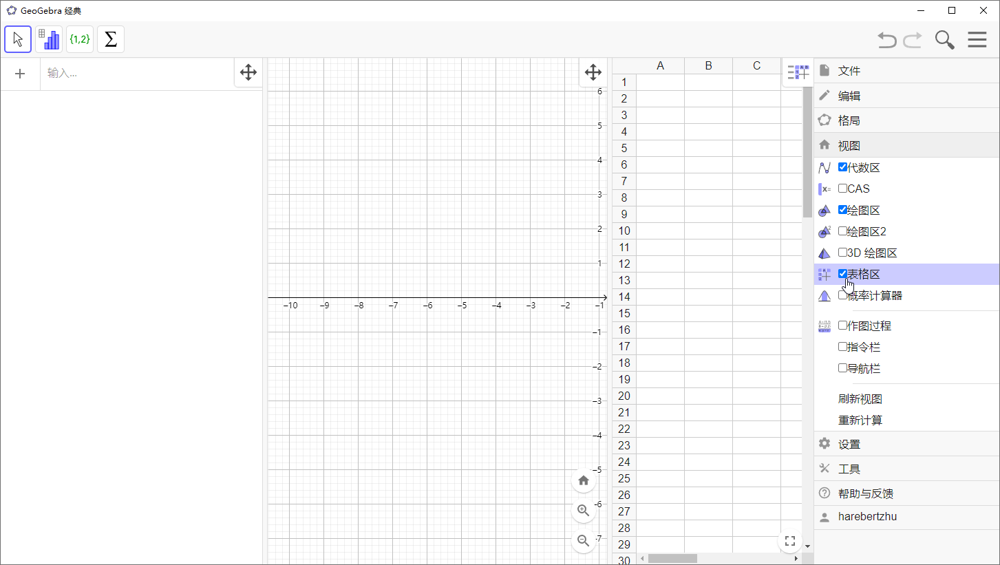 GeoGebra 经典
{1,2}
Σ
输入...
A B C
1
2
3
4
5
6
7
8
9
10
11
12
13
14
15
16
17
18
19
20
21
22
23
24
25
26
27
28
29
30
6
5
4
3
2
1
−10 −9 −8 −7 −6 −5 −4 −3 −2 −1
−1
−2
−3
−4
−5
−6
−7
文件
编辑
格局
视图
代数区
CAS
绘图区
绘图区2
3D 绘图区
表格区
概率计算器
作图过程
指令栏
导航栏
刷新视图
重新计算
设置
工具
帮助与反馈
harebertzhu